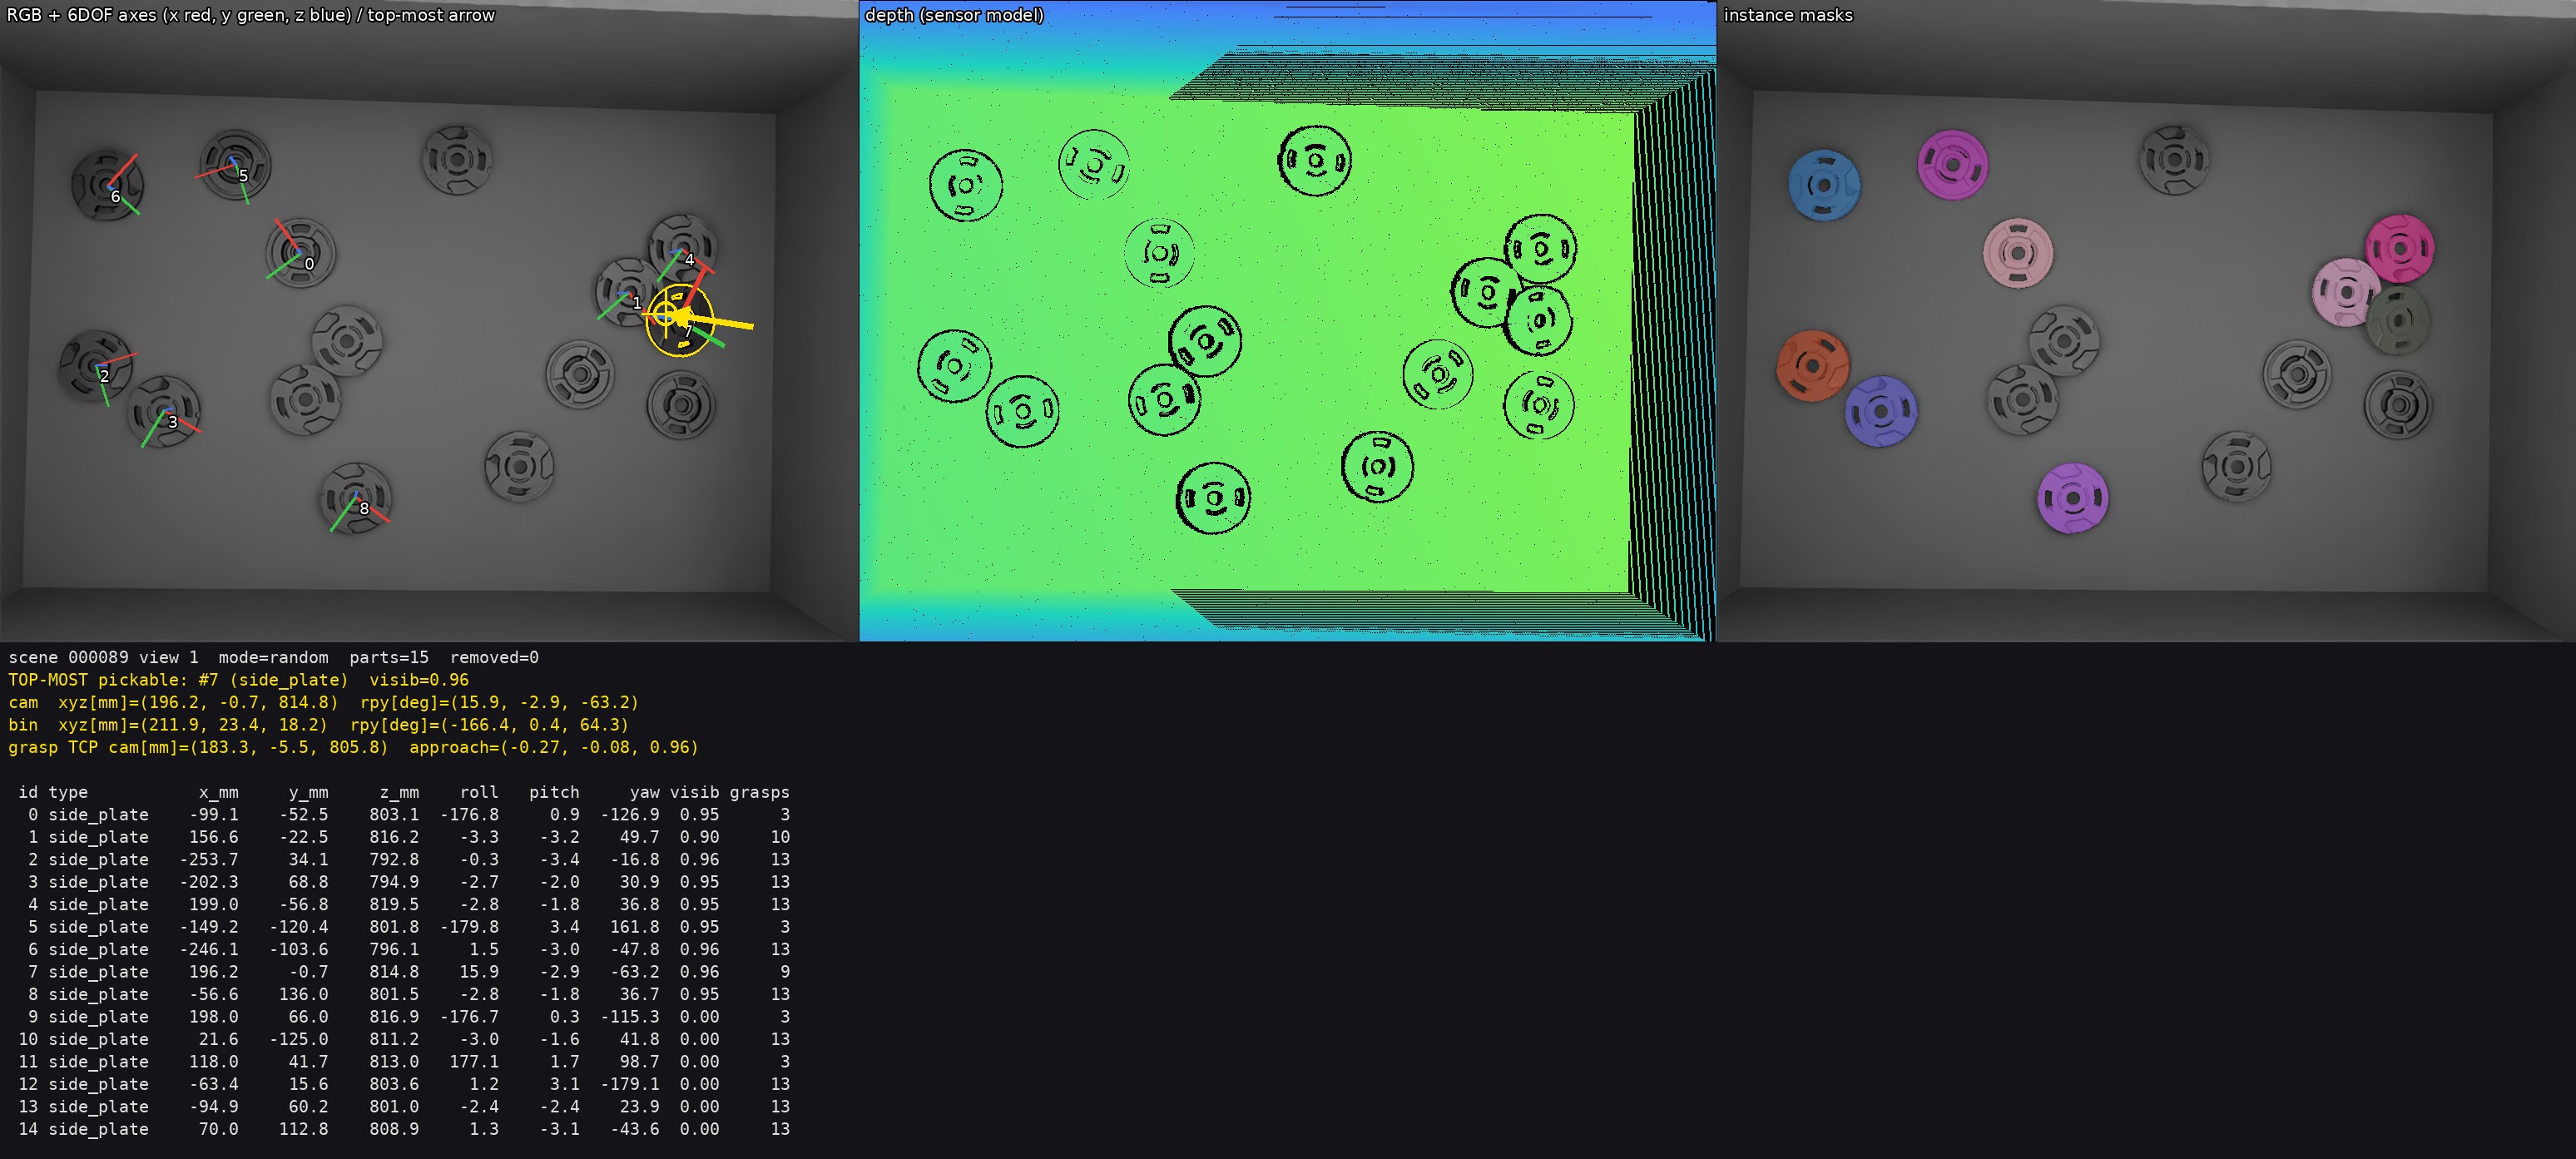 RGB + 6DOF axes (x red, y green, z blue) / top-most arrow
depth (sensor model)
instance masks
5
6
0
4
1
7
2
3
8
scene 000089 view 1  mode=random  parts=15  removed=0
TOP-MOST pickable: #7 (side_plate)  visib=0.96
cam  xyz[mm]=(196.2, -0.7, 814.8)  rpy[deg]=(15.9, -2.9, -63.2)
bin  xyz[mm]=(211.9, 23.4, 18.2)  rpy[deg]=(-166.4, 0.4, 64.3)
grasp TCP cam[mm]=(183.3, -5.5, 805.8)  approach=(-0.27, -0.08, 0.96)
id type x_mm y_mm z_mm roll pitch yaw visib grasps
0 side_plate -99.1 -52.5 803.1 -176.8 0.9 -126.9 0.95 3
1 side_plate 156.6 -22.5 816.2 -3.3 -3.2 49.7 0.90 10
2 side_plate -253.7 34.1 792.8 -0.3 -3.4 -16.8 0.96 13
3 side_plate -202.3 68.8 794.9 -2.7 -2.0 30.9 0.95 13
4 side_plate 199.0 -56.8 819.5 -2.8 -1.8 36.8 0.95 13
5 side_plate -149.2 -120.4 801.8 -179.8 3.4 161.8 0.95 3
6 side_plate -246.1 -103.6 796.1 1.5 -3.0 -47.8 0.96 13
7 side_plate 196.2 -0.7 814.8 15.9 -2.9 -63.2 0.96 9
8 side_plate -56.6 136.0 801.5 -2.8 -1.8 36.7 0.95 13
9 side_plate 198.0 66.0 816.9 -176.7 0.3 -115.3 0.00 3
10 side_plate 21.6 -125.0 811.2 -3.0 -1.6 41.8 0.00 13
11 side_plate 118.0 41.7 813.0 177.1 1.7 98.7 0.00 3
12 side_plate -63.4 15.6 803.6 1.2 3.1 -179.1 0.00 13
13 side_plate -94.9 60.2 801.0 -2.4 -2.4 23.9 0.00 13
14 side_plate 70.0 112.8 808.9 1.3 -3.1 -43.6 0.00 13